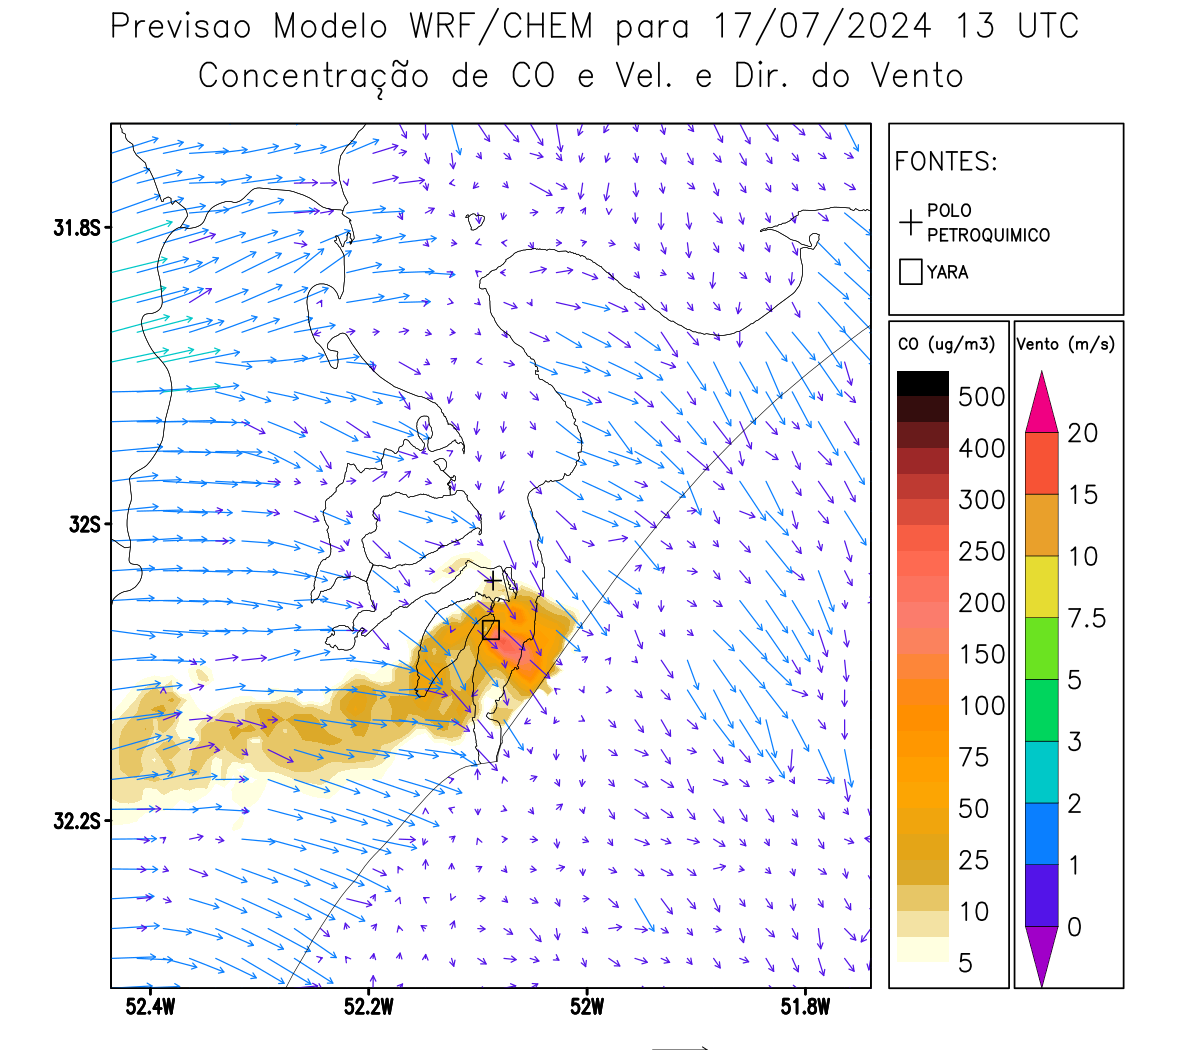 Previsao Modelo WRF/CHEM para 17/07/2024 13 UTC
Concentração de CO e Vel. e Dir. do Vento
FONTES:
POLO
PETROQUIMICO
YARA
CO (ug/m3)
500
400
300
250
200
150
100
75
50
25
10
5
Vento (m/s)
20
15
10
7.5
5
3
2
1
0
31.8S
32S
32.2S
52.4W
52.2W
52W
51.8W